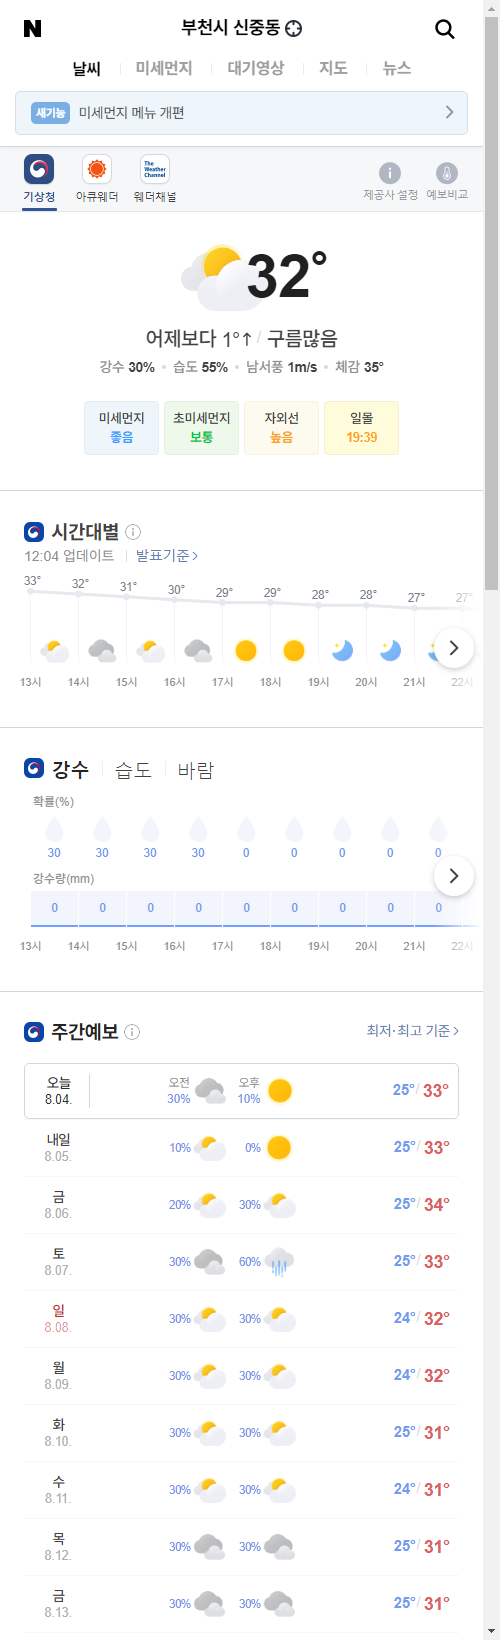 N 부천시 신중동
날씨 미세먼지 대기영상 지도 뉴스
새기능 미세먼지 메뉴 개편
The Weather Channel
기상청 아큐웨더 웨더채널 제공사 설정 예보비교
32°
어제보다 1°↑ / 구름많음
강수 30% • 습도 55% • 남서풍 1m/s • 체감 35°
미세먼지 초미세먼지 자외선 일몰
좋음 보통 높음 19:39
시간대별
12:04 업데이트 발표기준 >
33° 32° 31° 30° 29° 29° 28° 28° 27° 27°
13시 14시 15시 16시 17시 18시 19시 20시 21시 22시
강수 습도 바람
확률(%)
30 30 30 30 0 0 0 0 0
강수량(mm)
0 0 0 0 0 0 0 0 0
13시 14시 15시 16시 17시 18시 19시 20시 21시 22시
주간예보 최저·최고 기준 >
오늘 8.04. 오전 30% 오후 10% 25°/ 33°
내일 8.05. 10% 0% 25°/ 33°
금 8.06. 20% 30% 25°/ 34°
토 8.07. 30% 60% 25°/ 33°
일 8.08. 30% 30% 24°/ 32°
월 8.09. 30% 30% 24°/ 32°
화 8.10. 30% 30% 25°/ 31°
수 8.11. 30% 30% 24°/ 31°
목 8.12. 30% 30% 25°/ 31°
금 8.13. 30% 30% 25°/ 31°